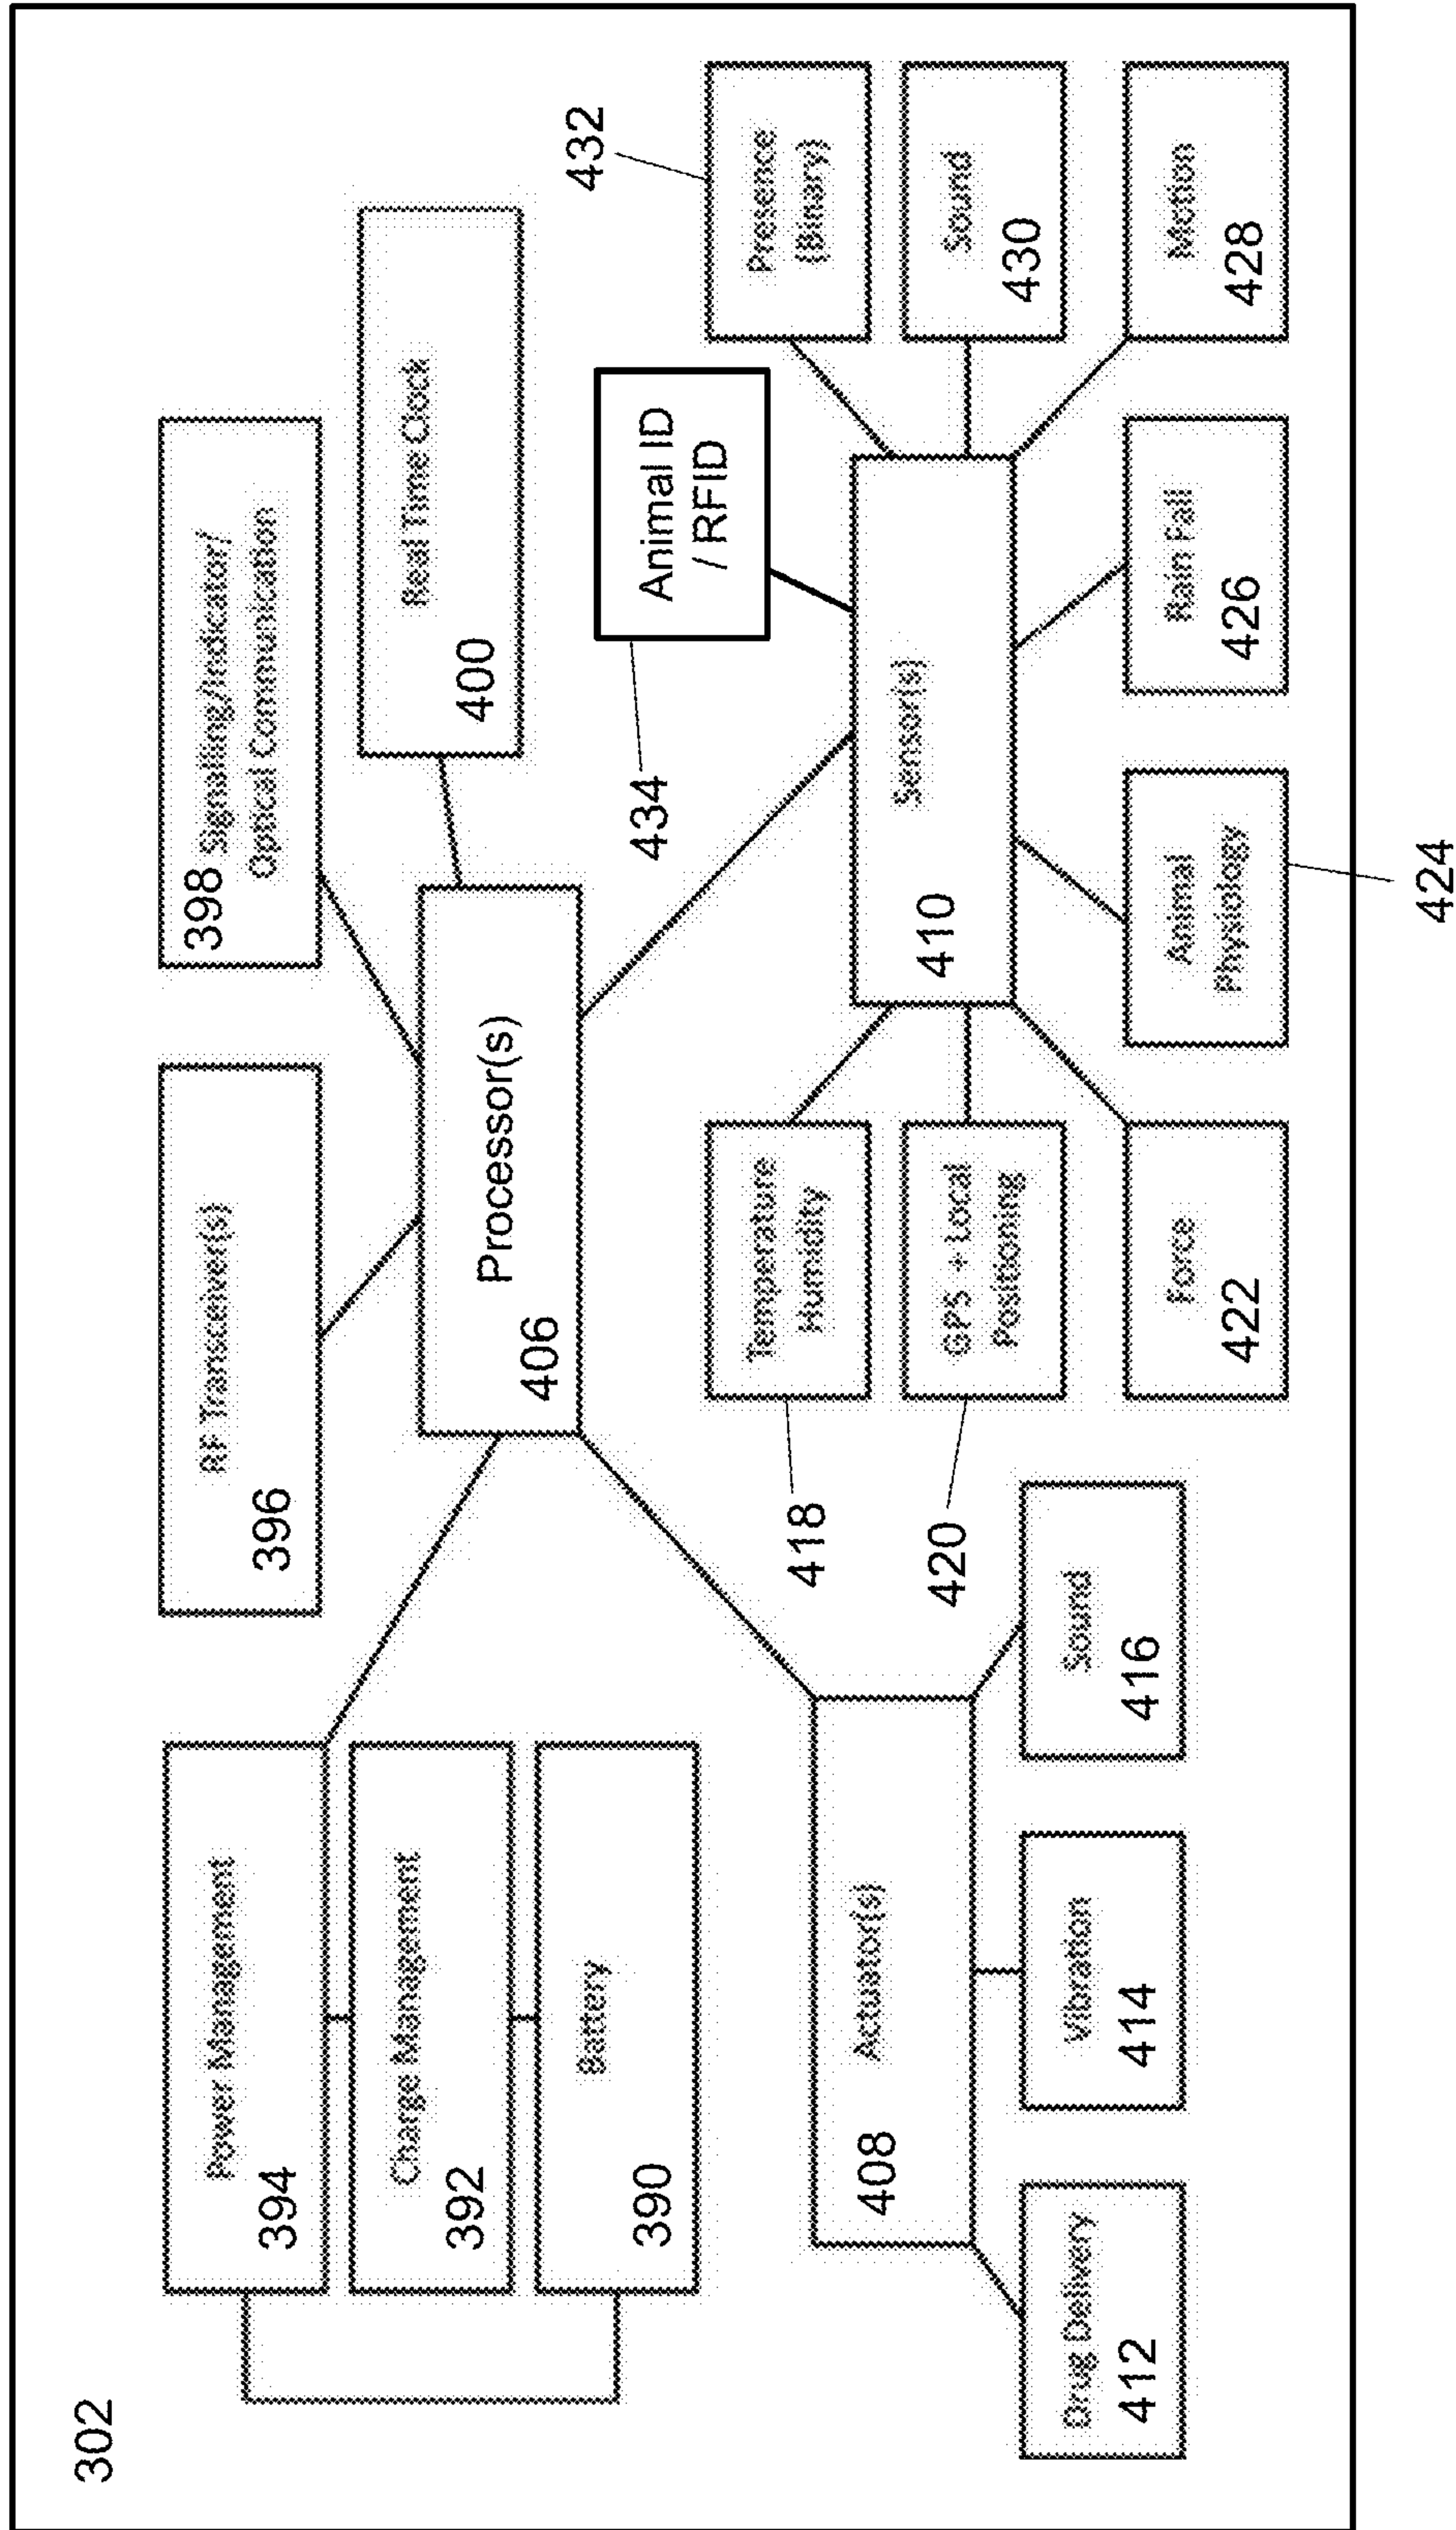 302
Power Management
394
Charge Management
392
Battery
390
RF Transceiver(s)
396
398 Signalling/Indicator/
Optical Communication
Real Time Clock
400
Processor(s)
406
Actuator(s)
408
Drug Delivery
412
Vibration
414
Sound
416
Sensor(s)
410
Temperature
Humidity
418
GPS + Local
Positioning
420
Force
422
Animal
Physiology
424
Rain Fall
426
Motion
428
Sound
430
Presence
(Binary)
432
Animal ID
/ RFID
434